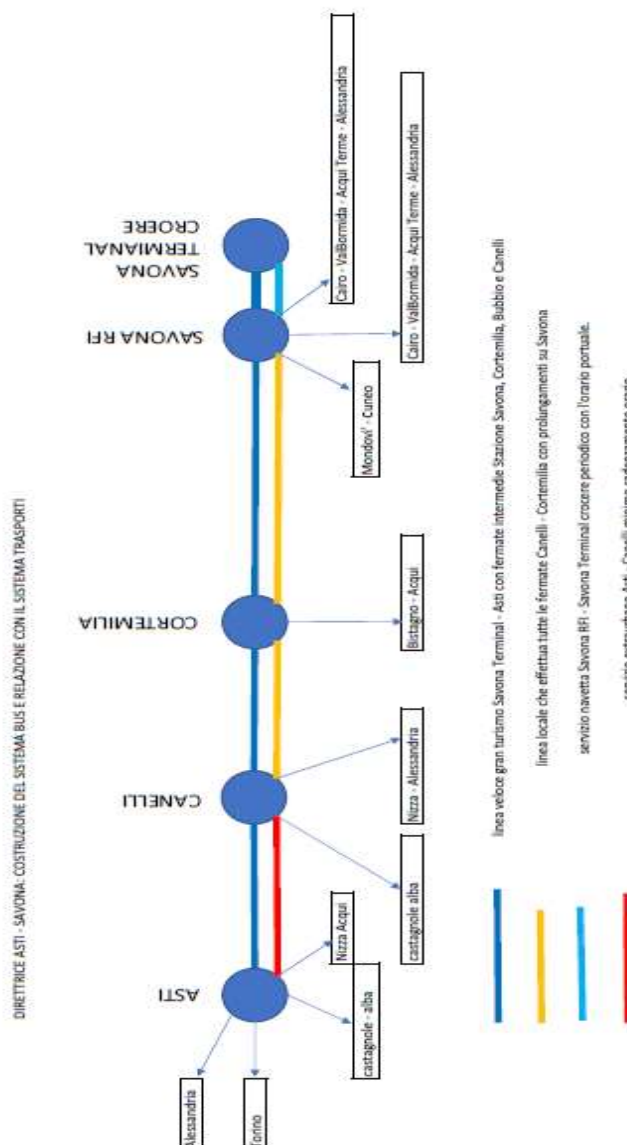 DIRETTRICE ASTI - SAVONA: COSTRUZIONE DEL SISTEMA BUS E RELAZIONE CON IL SISTEMA TRASPORTI
ASTI
CANELLI
CORTEMILIA
SAVONA RFI
SAVONA
TERMIANAL
CROERE
Alessandria
Torino
castagnole - alba
Nizza Acqui
castagnole alba
Nizza - Alessandria
Bistagno - Acqui
Mondovi' - Cuneo
Cairo - ValBormida - Acqui Terme - Alessandria
Cairo - ValBormida - Acqui Terme - Alessandria
linea veloce gran turismo Savona Terminal - Asti con fermate intermedie Stazione Savona, Cortemilia, Bubbio e Canelli
linea locale che effettua tutte le fermate Canelli - Cortemilia con prolungamenti su Savona
servizio navetta Savona RFI - Savona Terminal crocere periodico con l'orario portuale.